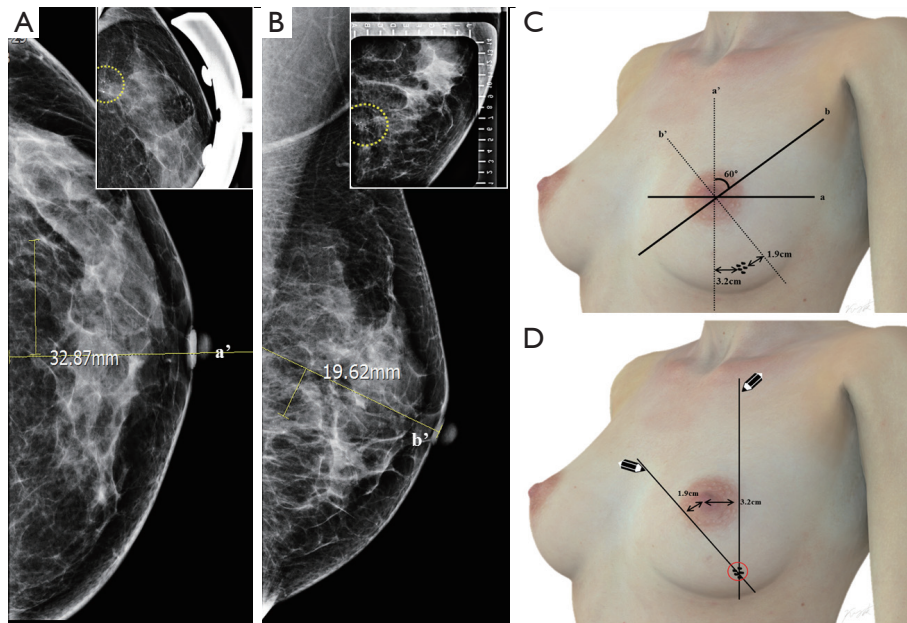 A
32.87mm
a’
B
19.62mm
b’
C
a’
b’
b
60°
a
1.9cm
3.2cm
D
1.9cm
3.2cm